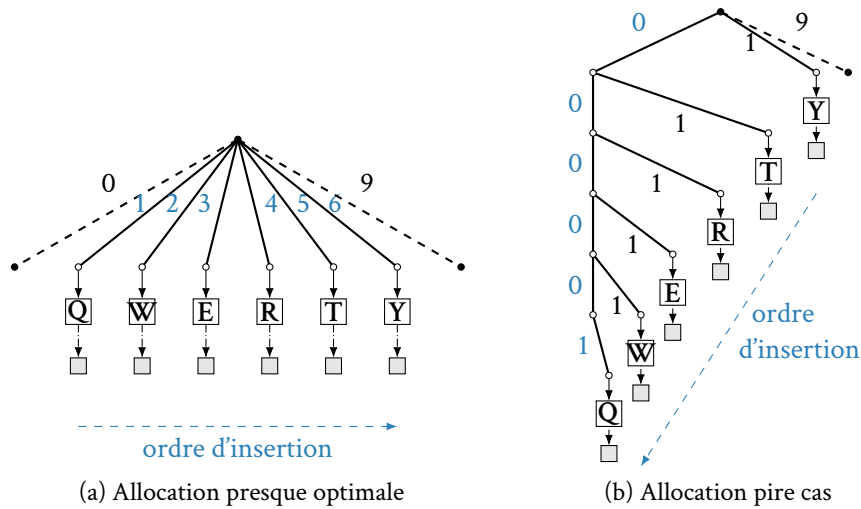 0
1
9
0
1
Y
0
1
T
0
1
R
0
1
E
1
W
Q
ordre
d'insertion
0
1
2
3
4
5
6
9
Q W E R T Y
ordre d'insertion
(a) Allocation presque optimale
(b) Allocation pire cas